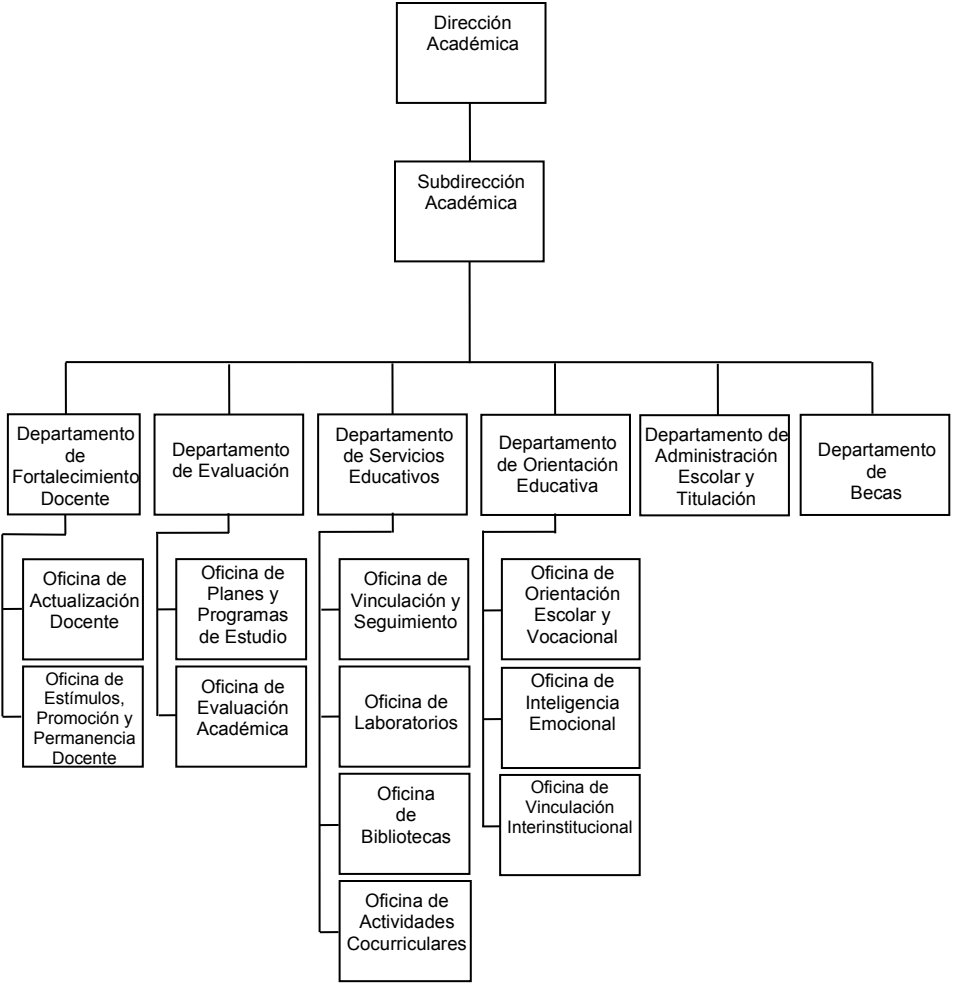 Dirección
Académica
Subdirección
Académica
Departamento
de
Fortalecimiento
Docente
Departamento
de Evaluación
Departamento
de Servicios
Educativos
Departamento
de Orientación
Educativa
Departamento de
Administración
Escolar y
Titulación
Departamento
de
Becas
Oficina de
Actualización
Docente
Oficina de
Estímulos,
Promoción y
Permanencia
Docente
Oficina de
Planes y
Programas
de Estudio
Oficina de
Evaluación
Académica
Oficina de
Vinculación y
Seguimiento
Oficina de
Laboratorios
Oficina
de
Bibliotecas
Oficina de
Actividades
Cocurriculares
Oficina de
Orientación
Escolar y
Vocacional
Oficina de
Inteligencia
Emocional
Oficina de
Vinculación
Interinstitucional